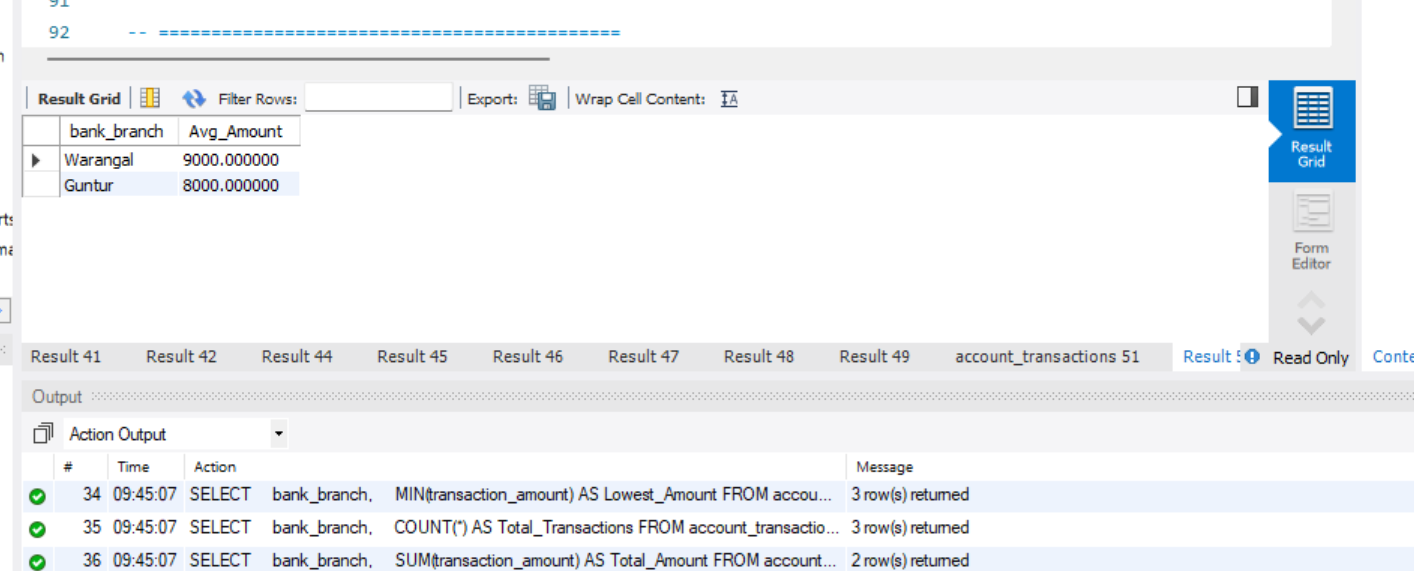 92 -- ============================================
Result Grid Filter Rows: Export: Wrap Cell Content:
bank_branch Avg_Amount
Warangal 9000.000000
Guntur 8000.000000
Result Grid
Form Editor
Result 41 Result 42 Result 44 Result 45 Result 46 Result 47 Result 48 Result 49 account_transactions 51 Result Read Only Conte
Output
Action Output
# Time Action Message
34 09:45:07 SELECT bank_branch, MIN(transaction_amount) AS Lowest_Amount FROM accou... 3 row(s) returned
35 09:45:07 SELECT bank_branch, COUNT(*) AS Total_Transactions FROM account_transactio... 3 row(s) returned
36 09:45:07 SELECT bank_branch, SUM(transaction_amount) AS Total_Amount FROM account... 2 row(s) returned